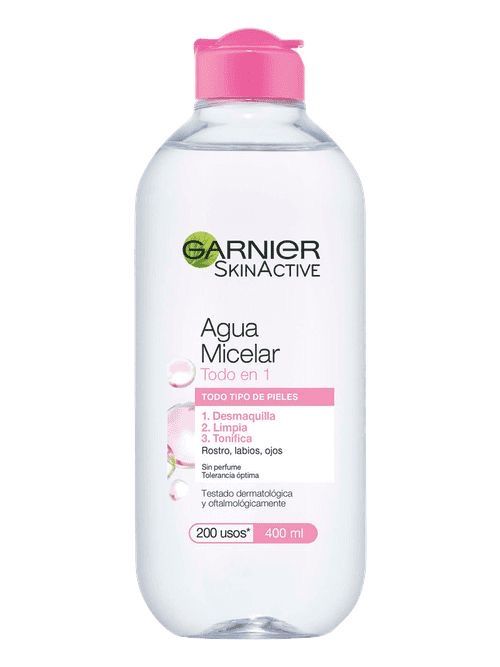 GARNIER
SKINACTIVE
Agua
Micelar
Todo en 1
TODO TIPO DE PIELES
1. Desmaquilla
2. Limpia
3. Tonifica
Rostro, labios, ojos
Sin perfume
Tolerancia óptima
Testado dermatológica
y oftalmológicamente
200 usos* 400 ml